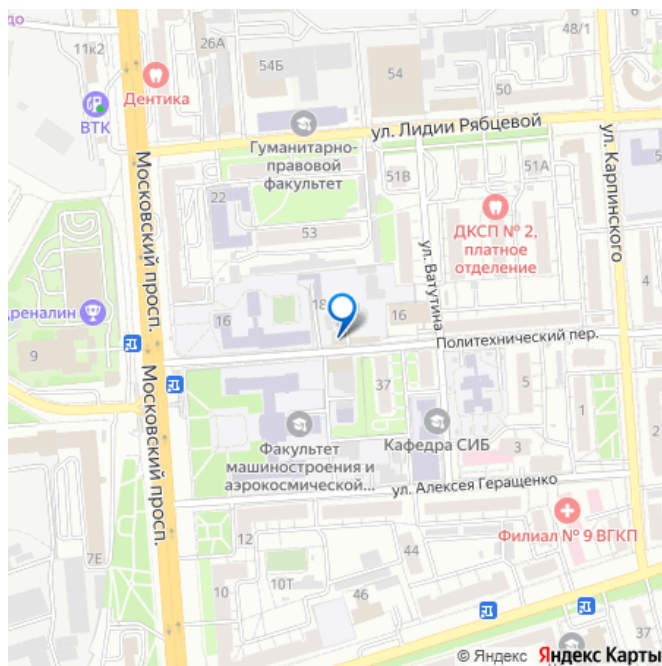 до
11к2
26А
54Б
54
48/1
50
Дентика
ВТК
ул. Лидии Рябцевой
Гуманитарно-
правовой
факультет
51В
51А
ул. Карпинского
5
Московский просп.
22
53
ДКСП № 2,
платное
отделение
ул. Ватутина
4
Адреналин
9
16
18
16
Политехнический пер.
37
5
1
2
Факультет
машиностроения и
аэрокосмической...
Кафедра СИБ
3
Московский просп.
ул. Алексея Геращенко
Филиал № 9 ВГКП
7Е
12
10Т
10
44
46
37
© Яндекс Яндекс Карты